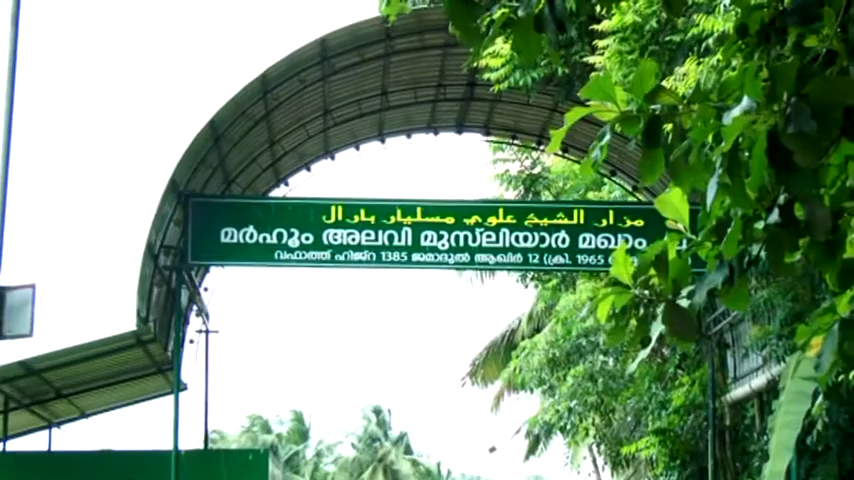 مزار الشيخ علوي مسليار بارال
മർഹൂം അലവി മുസ്‌ലിയാർ മഖാം
വഫാത്ത് ഹിജ്റ 1385 ജമാദുൽ ആഖിർ 12 (ക്രി. 1965